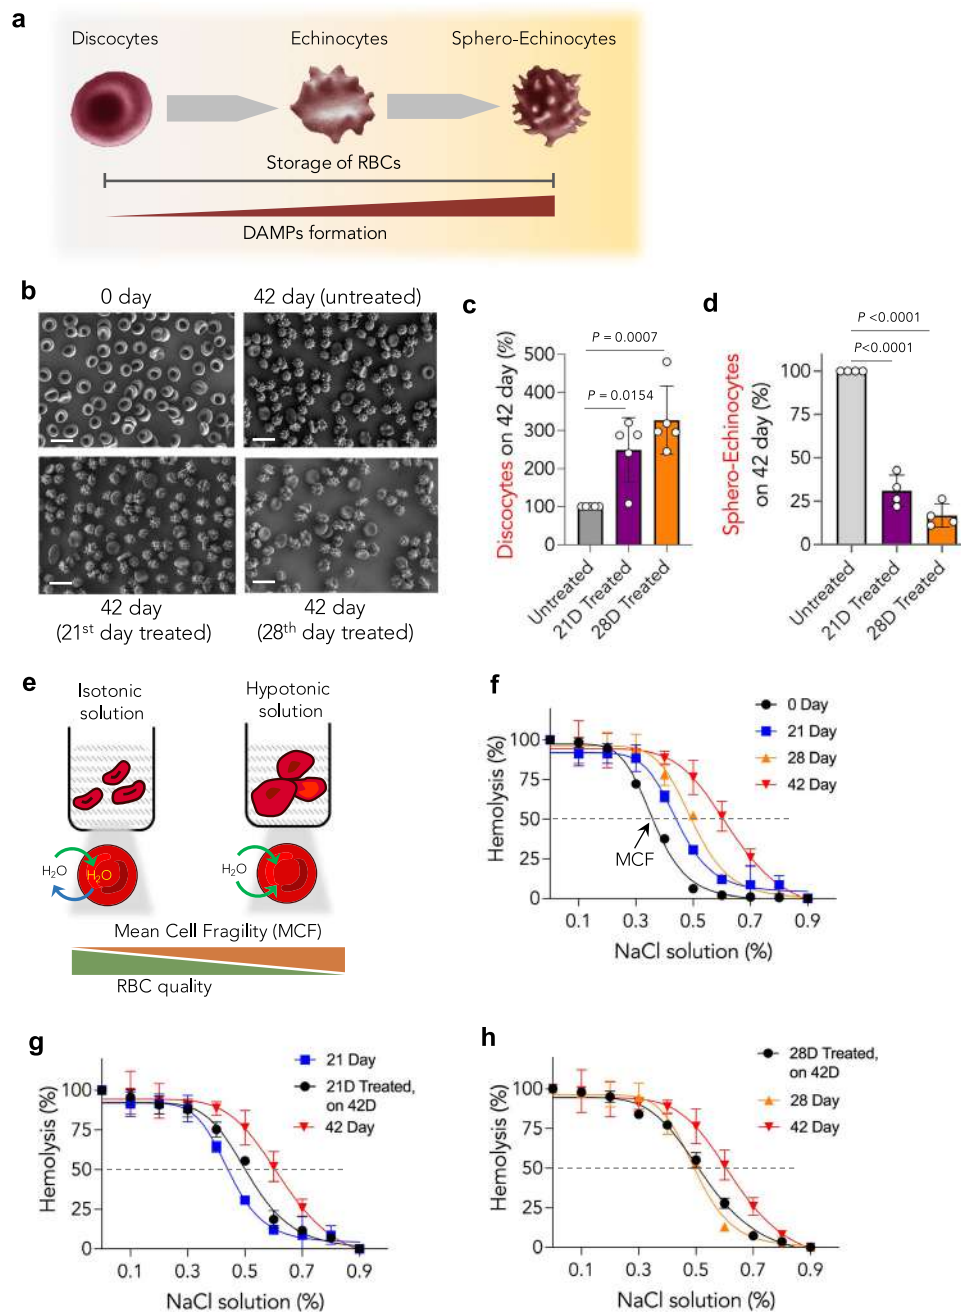 a
Discocytes
Echinocytes
Sphero-Echinocytes
Storage of RBCs
DAMPs formation
b
0 day
42 day (untreated)
42 day
(21st day treated)
42 day
(28th day treated)
c
Discocytes on 42 day (%)
500
400
300
200
100
0
P = 0.0007
P = 0.0154
Untreated
21D Treated
28D Treated
d
Sphero-Echinocytes
on 42 day (%)
100
75
50
25
0
P <0.0001
P<0.0001
Untreated
21D Treated
28D Treated
e
Isotonic
solution
Hypotonic
solution
H2O
H2O
H2O
Mean Cell Fragility (MCF)
RBC quality
f
0 Day
21 Day
28 Day
42 Day
Hemolysis (%)
100
75
50
25
0
MCF
0.1
0.3
0.5
0.7
0.9
NaCl solution (%)
g
21 Day
21D Treated,
on 42D
42 Day
Hemolysis (%)
100
75
50
25
0
0.1
0.3
0.5
0.7
0.9
NaCl solution (%)
h
28D Treated,
on 42D
28 Day
42 Day
Hemolysis (%)
100
75
50
25
0
0.1
0.3
0.5
0.7
0.9
NaCl solution (%)